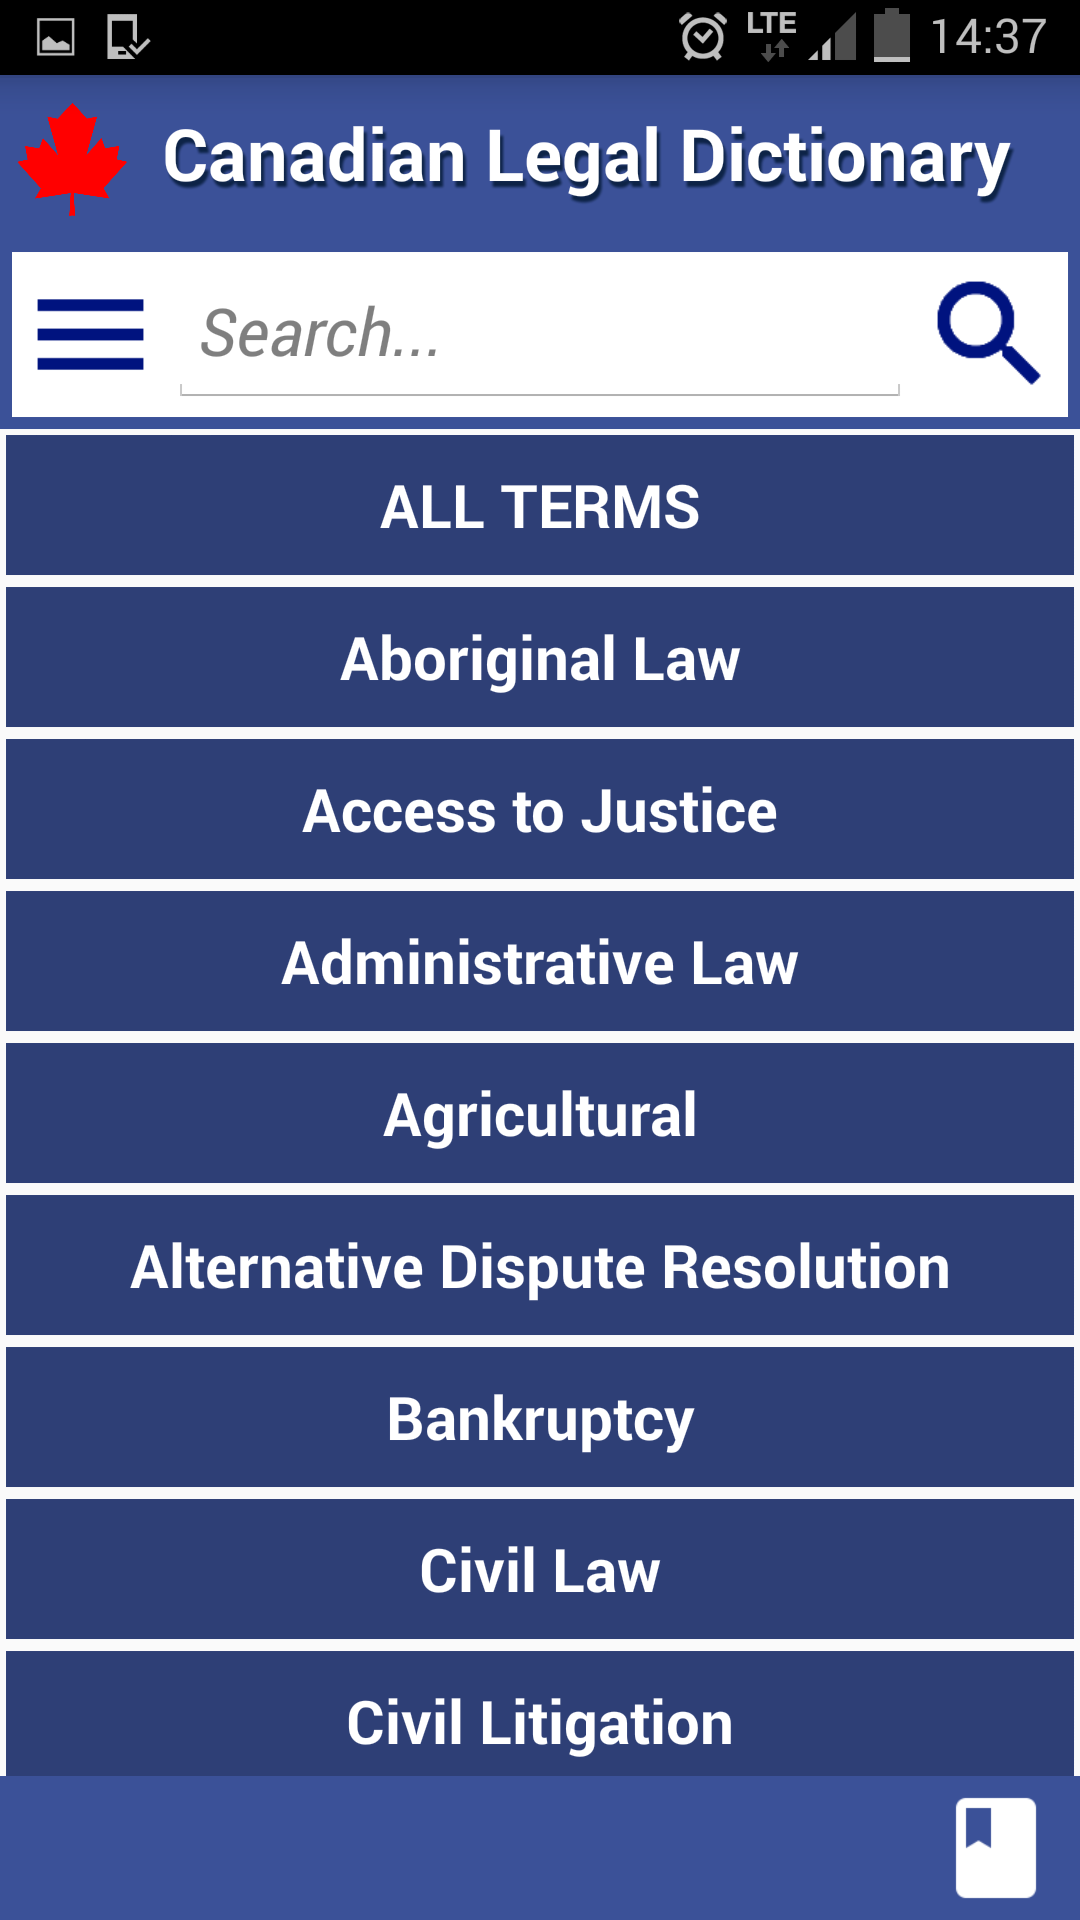 LTE 14:37
Canadian Legal Dictionary
Search...
ALL TERMS
Aboriginal Law
Access to Justice
Administrative Law
Agricultural
Alternative Dispute Resolution
Bankruptcy
Civil Law
Civil Litigation